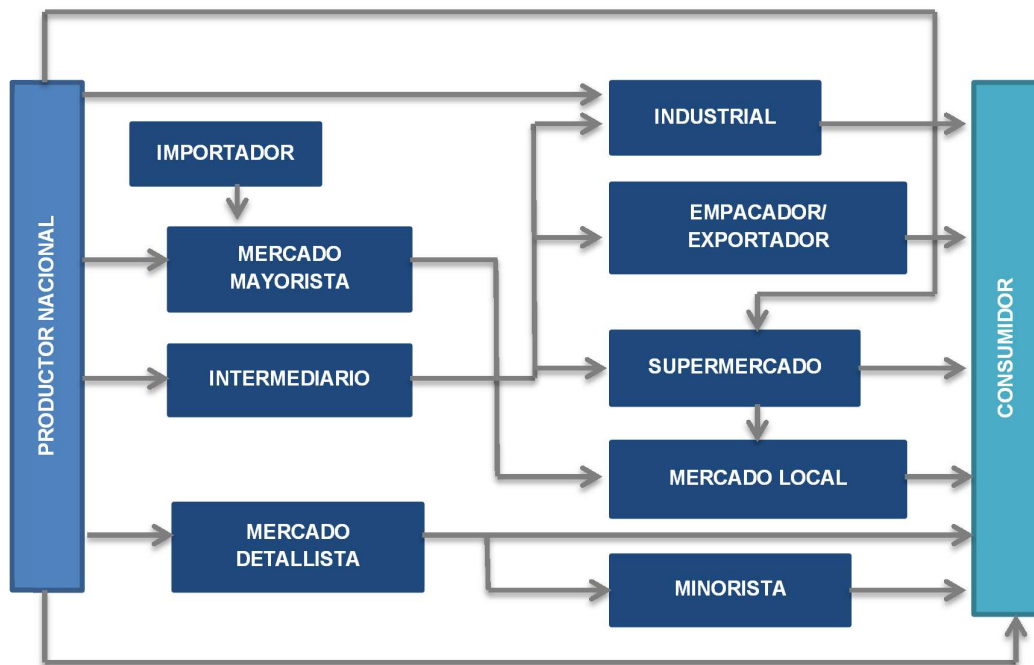 PRODUCTOR NACIONAL
IMPORTADOR
MERCADO
MAYORISTA
INTERMEDIARIO
MERCADO
DETALLISTA
INDUSTRIAL
EMPACADOR/
EXPORTADOR
SUPERMERCADO
MERCADO LOCAL
MINORISTA
CONSUMIDOR